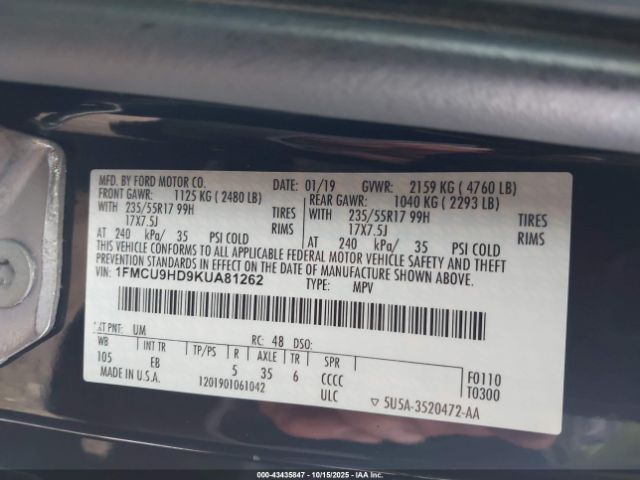 MFD. BY FORD MOTOR CO. DATE: 01/19 GVWR: 2159 KG ( 4760 LB)
FRONT GAWR: 1125 KG ( 2480 LB) REAR GAWR: 1040 KG ( 2293 LB)
WITH 235/55R17 99H TIRES WITH 235/55R17 99H TIRES
17X7.5J RIMS 17X7.5J RIMS
AT 240 kPa/ 35 PSI COLD AT 240 kPa/ 35 PSI COLD
THIS VEHICLE CONFORMS TO ALL APPLICABLE FEDERAL MOTOR VEHICLE SAFETY AND THEFT
PREVENTION STANDARDS IN EFFECT ON THE DATE OF MANUFACTURE SHOWN ABOVE.
VIN: 1FMCU9HD9KUA81262 TYPE: MPV
EXT PNT: UM RC: 48 DSO:
WB INT TR TP/PS R AXLE TR SPR
105 EB 5 35 6 CCCC F0110
MADE IN U.S.A. 1201901061042 ULC T0300
▽ 5U5A-3520472-AA
000-43435847 - 10/15/2025 - IAAI.CA